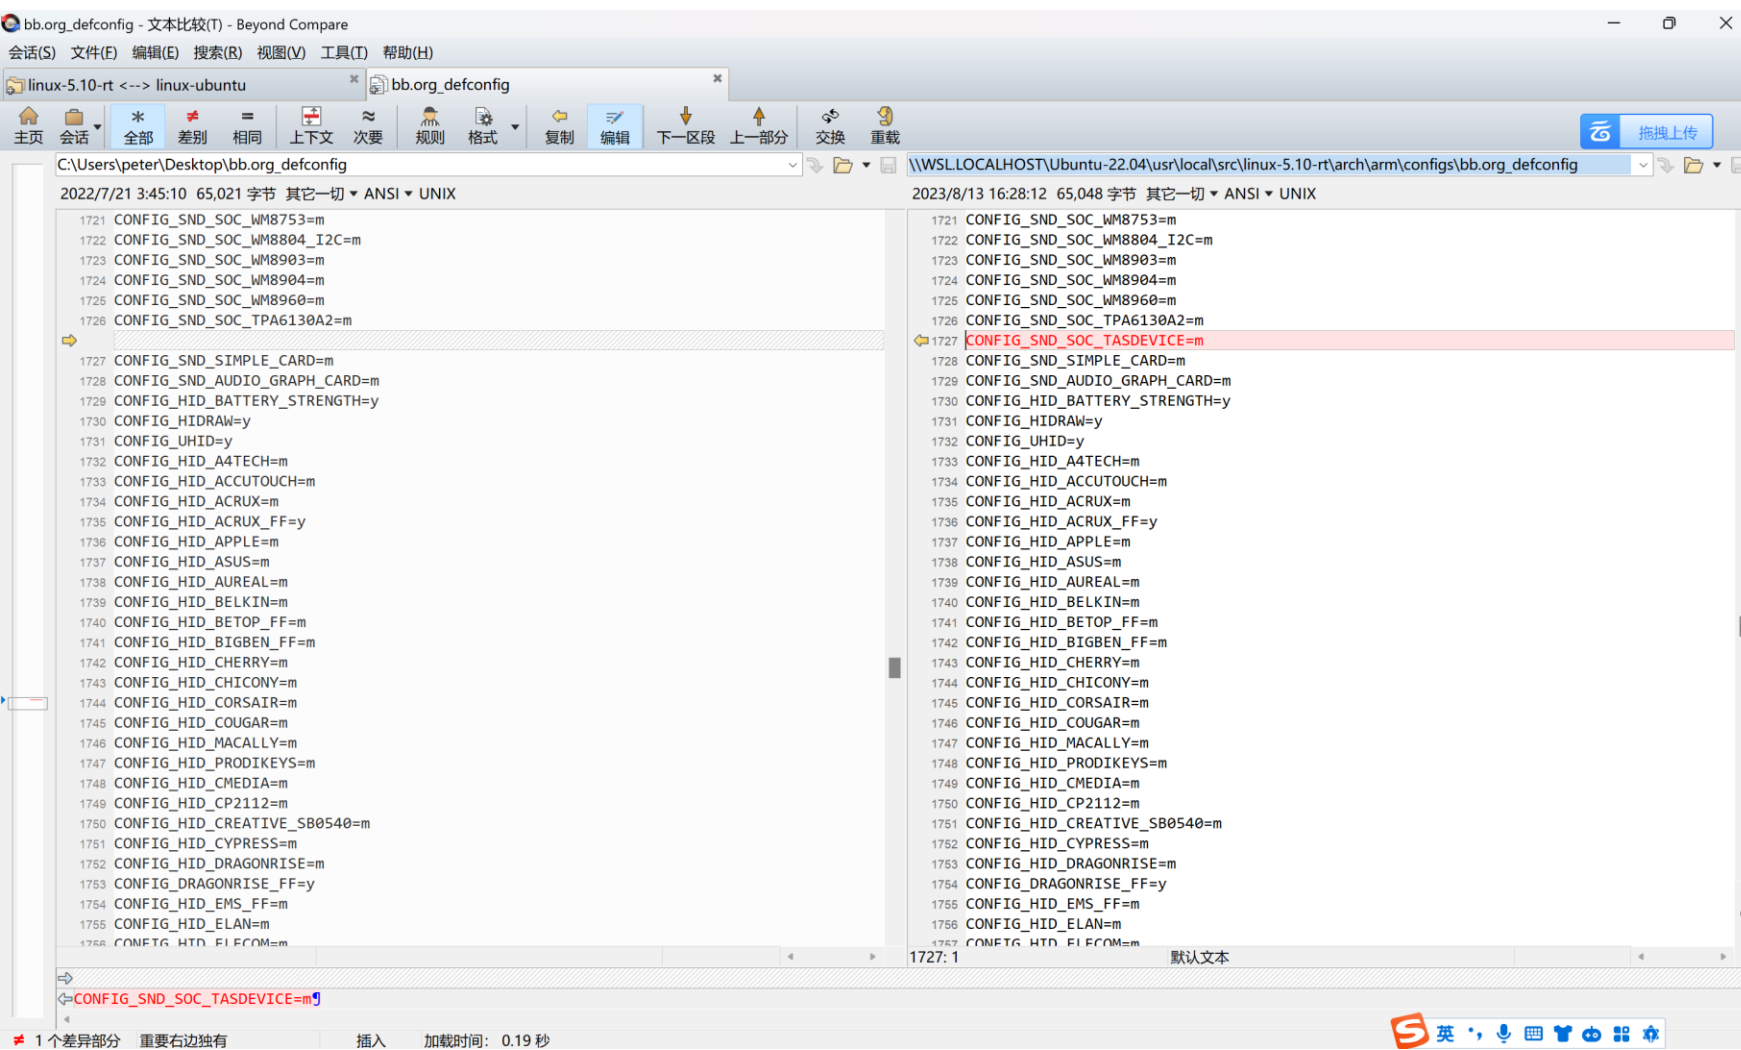 bb.org_defconfig - 文本比较(T) - Beyond Compare
会话(S) 文件(F) 编辑(E) 搜索(R) 视图(V) 工具(T) 帮助(H)
linux-5.10-rt <--> linux-ubuntu
bb.org_defconfig
主页 会话 全部 差别 相同 上下文 次要 规则 格式 复制 编辑 下一区段 上一部分 交换 重载
拖拽上传
C:\Users\peter\Desktop\bb.org_defconfig
2022/7/21 3:45:10 65,021 字节 其它一切 ANSI UNIX
1721 CONFIG_SND_SOC_WM8753=m
1722 CONFIG_SND_SOC_WM8804_I2C=m
1723 CONFIG_SND_SOC_WM8903=m
1724 CONFIG_SND_SOC_WM8904=m
1725 CONFIG_SND_SOC_WM8960=m
1726 CONFIG_SND_SOC_TPA6130A2=m
1727 CONFIG_SND_SIMPLE_CARD=m
1728 CONFIG_SND_AUDIO_GRAPH_CARD=m
1729 CONFIG_HID_BATTERY_STRENGTH=y
1730 CONFIG_HIDRAW=y
1731 CONFIG_UHID=y
1732 CONFIG_HID_A4TECH=m
1733 CONFIG_HID_ACCUTOUCH=m
1734 CONFIG_HID_ACRUX=m
1735 CONFIG_HID_ACRUX_FF=y
1736 CONFIG_HID_APPLE=m
1737 CONFIG_HID_ASUS=m
1738 CONFIG_HID_AUREAL=m
1739 CONFIG_HID_BELKIN=m
1740 CONFIG_HID_BETOP_FF=m
1741 CONFIG_HID_BIGBEN_FF=m
1742 CONFIG_HID_CHERRY=m
1743 CONFIG_HID_CHICONY=m
1744 CONFIG_HID_CORSAIR=m
1745 CONFIG_HID_COUGAR=m
1746 CONFIG_HID_MACALLY=m
1747 CONFIG_HID_PRODIKEYS=m
1748 CONFIG_HID_CMEDIA=m
1749 CONFIG_HID_CP2112=m
1750 CONFIG_HID_CREATIVE_SB0540=m
1751 CONFIG_HID_CYPRESS=m
1752 CONFIG_HID_DRAGONRISE=m
1753 CONFIG_DRAGONRISE_FF=y
1754 CONFIG_HID_EMS_FF=m
1755 CONFIG_HID_ELAN=m
1756 CONFIG_HID_ELECOM=m
\\WSL.LOCALHOST\Ubuntu-22.04\usr\local\src\linux-5.10-rt\arch\arm\configs\bb.org_defconfig
2023/8/13 16:28:12 65,048 字节 其它一切 ANSI UNIX
1721 CONFIG_SND_SOC_WM8753=m
1722 CONFIG_SND_SOC_WM8804_I2C=m
1723 CONFIG_SND_SOC_WM8903=m
1724 CONFIG_SND_SOC_WM8904=m
1725 CONFIG_SND_SOC_WM8960=m
1726 CONFIG_SND_SOC_TPA6130A2=m
1727 CONFIG_SND_SOC_TASDEVICE=m
1728 CONFIG_SND_SIMPLE_CARD=m
1729 CONFIG_SND_AUDIO_GRAPH_CARD=m
1730 CONFIG_HID_BATTERY_STRENGTH=y
1731 CONFIG_HIDRAW=y
1732 CONFIG_UHID=y
1733 CONFIG_HID_A4TECH=m
1734 CONFIG_HID_ACCUTOUCH=m
1735 CONFIG_HID_ACRUX=m
1736 CONFIG_HID_ACRUX_FF=y
1737 CONFIG_HID_APPLE=m
1738 CONFIG_HID_ASUS=m
1739 CONFIG_HID_AUREAL=m
1740 CONFIG_HID_BELKIN=m
1741 CONFIG_HID_BETOP_FF=m
1742 CONFIG_HID_BIGBEN_FF=m
1743 CONFIG_HID_CHERRY=m
1744 CONFIG_HID_CHICONY=m
1745 CONFIG_HID_CORSAIR=m
1746 CONFIG_HID_COUGAR=m
1747 CONFIG_HID_MACALLY=m
1748 CONFIG_HID_PRODIKEYS=m
1749 CONFIG_HID_CMEDIA=m
1750 CONFIG_HID_CP2112=m
1751 CONFIG_HID_CREATIVE_SB0540=m
1752 CONFIG_HID_CYPRESS=m
1753 CONFIG_HID_DRAGONRISE=m
1754 CONFIG_DRAGONRISE_FF=y
1755 CONFIG_HID_EMS_FF=m
1756 CONFIG_HID_ELAN=m
1757 CONFIG_HID_ELECOM=m
1727: 1 默认文本
CONFIG_SND_SOC_TASDEVICE=m¶
1 个差异部分 重要右边独有 插入 加载时间: 0.19 秒
英